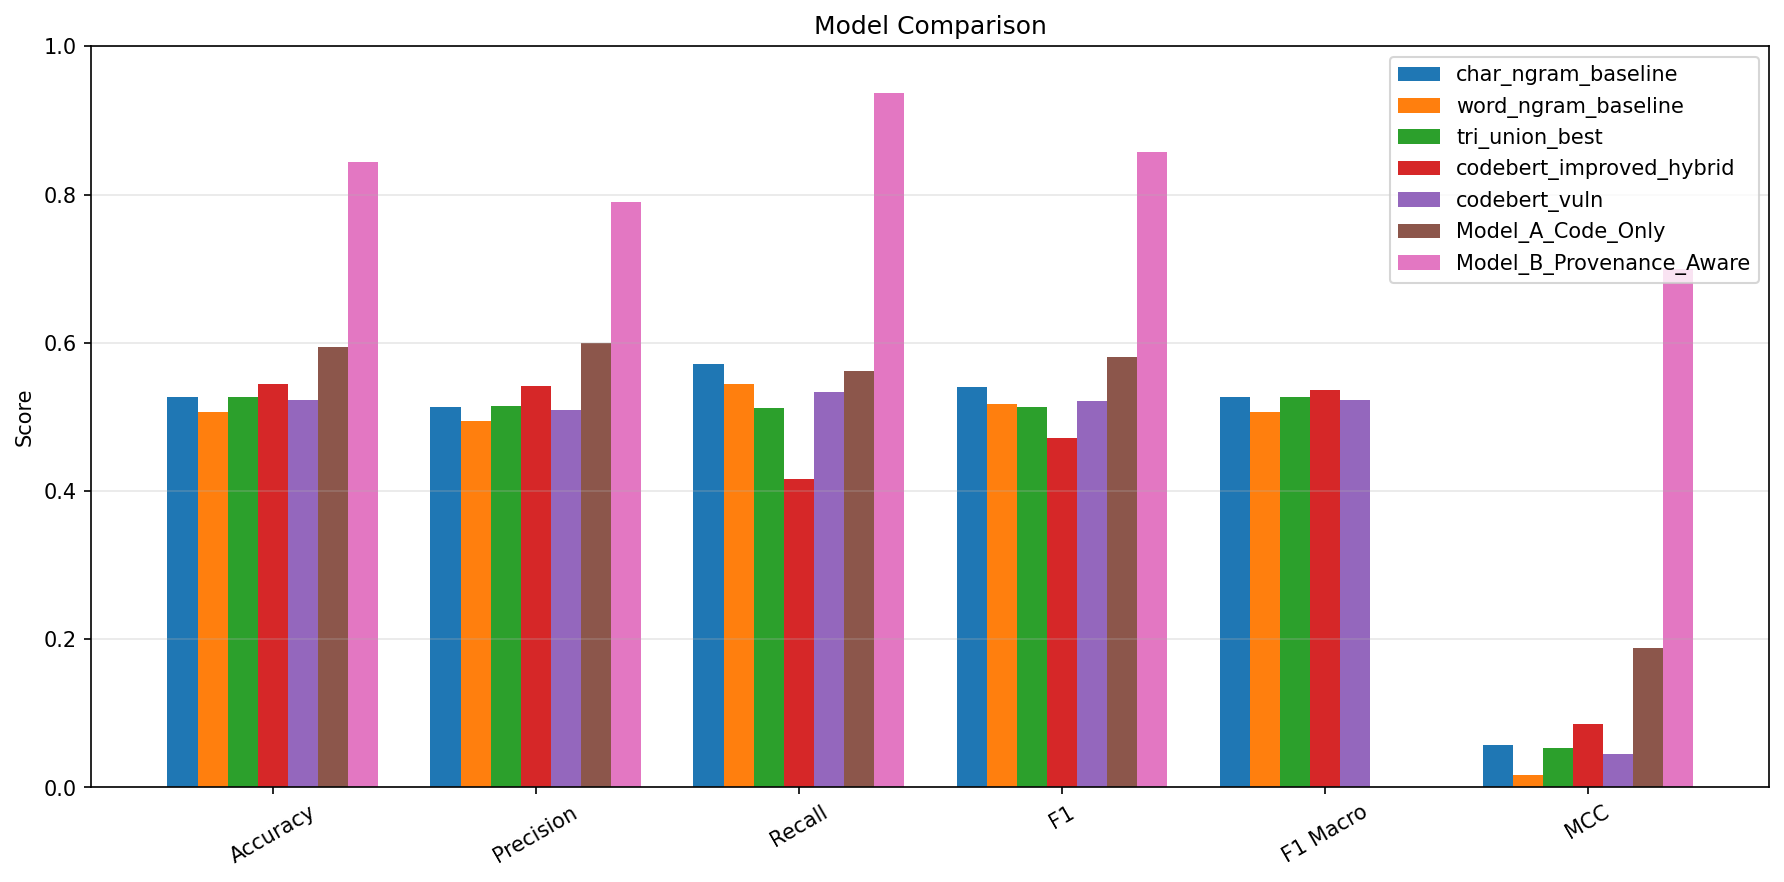 Model Comparison
1.0
0.8
0.6
0.4
0.2
0.0
Score
char_ngram_baseline
word_ngram_baseline
tri_union_best
codebert_improved_hybrid
codebert_vuln
Model_A_Code_Only
Model_B_Provenance_Aware
Accuracy
Precision
Recall
F1
F1 Macro
MCC